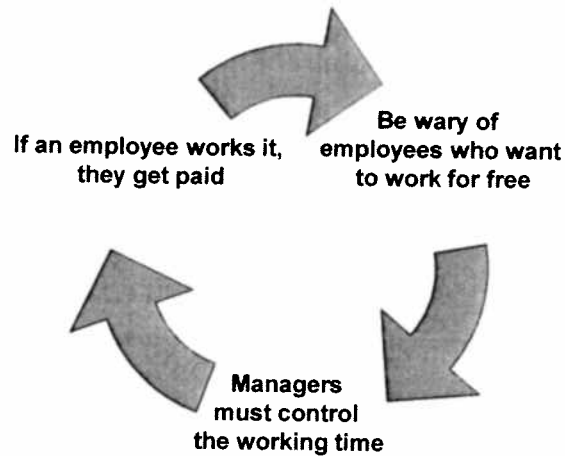 If an employee works it,
they get paid
Be wary of
employees who want
to work for free
Managers
must control
the working time